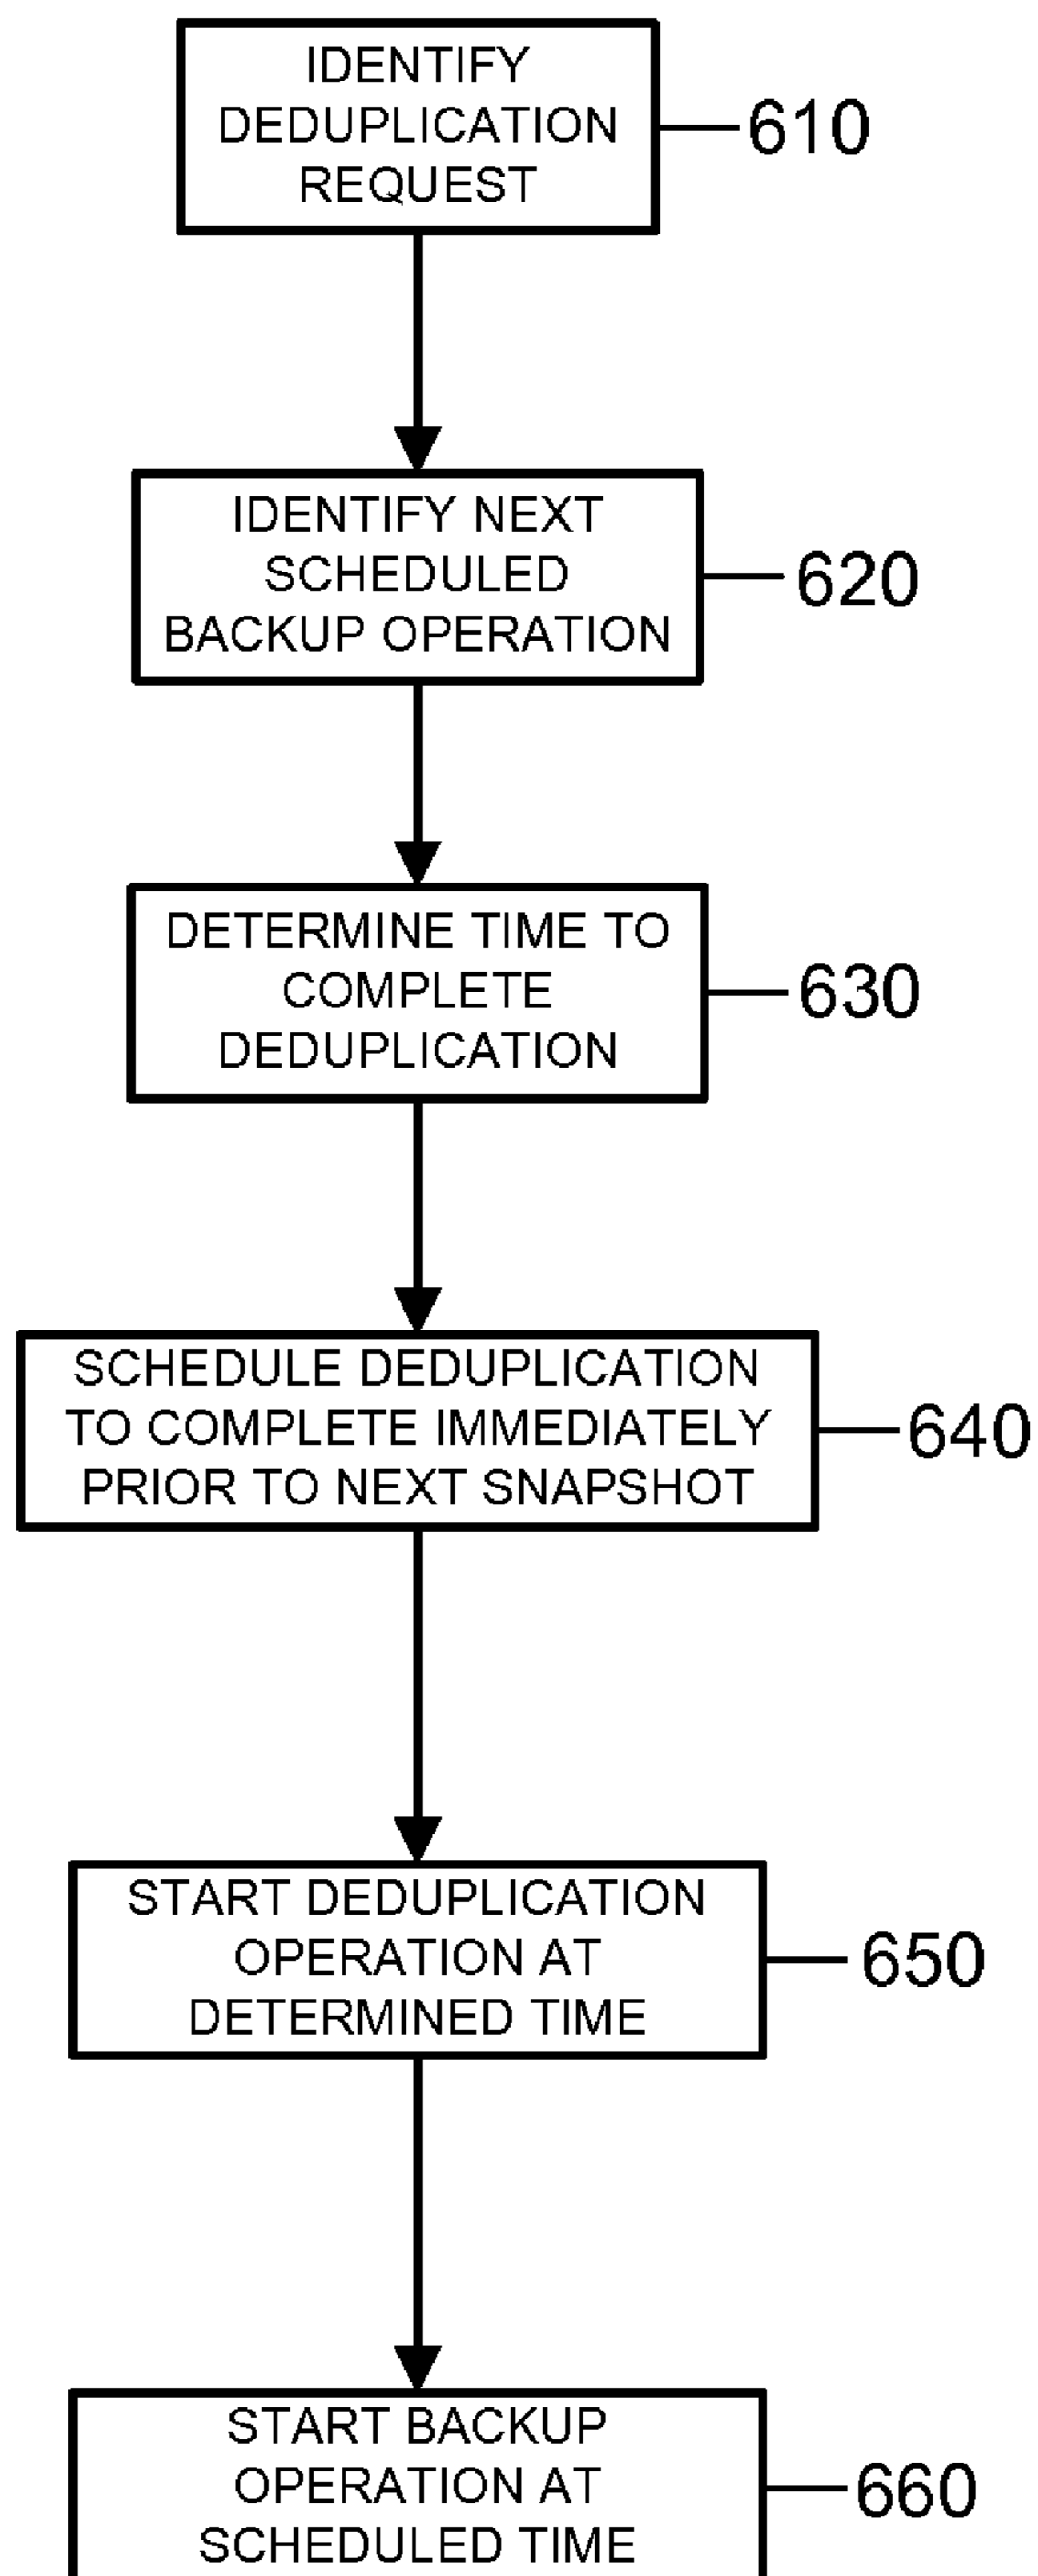 IDENTIFY
DEDUPLICATION
REQUEST
610
IDENTIFY NEXT
SCHEDULED
BACKUP OPERATION
620
DETERMINE TIME TO
COMPLETE
DEDUPLICATION
630
SCHEDULE DEDUPLICATION
TO COMPLETE IMMEDIATELY
PRIOR TO NEXT SNAPSHOT
640
START DEDUPLICATION
OPERATION AT
DETERMINED TIME
650
START BACKUP
OPERATION AT
SCHEDULED TIME
660